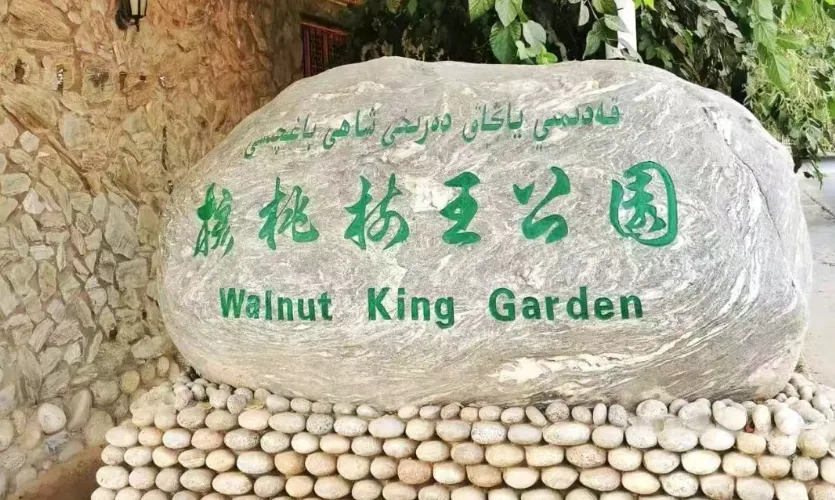 قەدىمىي ياڭاق دەرىخى شاھى باغچىسى
核桃树王公园
Walnut King Garden